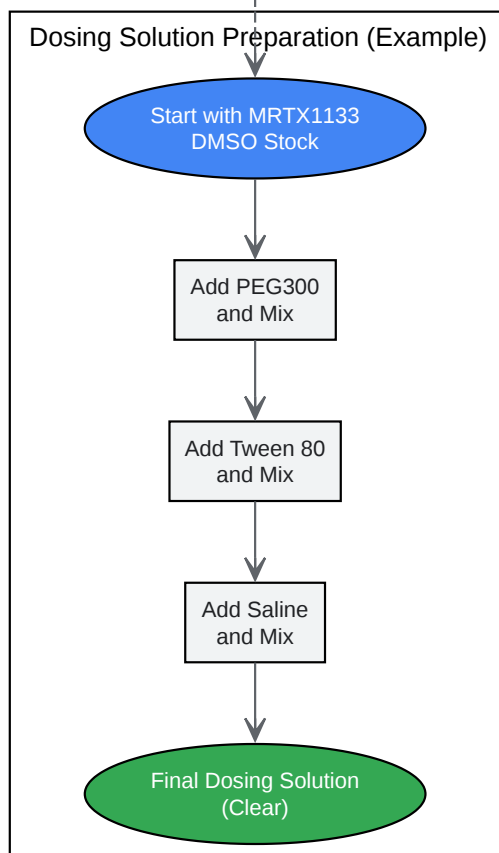 Dosing Solution Preparation (Example)
Start with MRTX1133
DMSO Stock
Add PEG300
and Mix
Add Tween 80
and Mix
Add Saline
and Mix
Final Dosing Solution
(Clear)